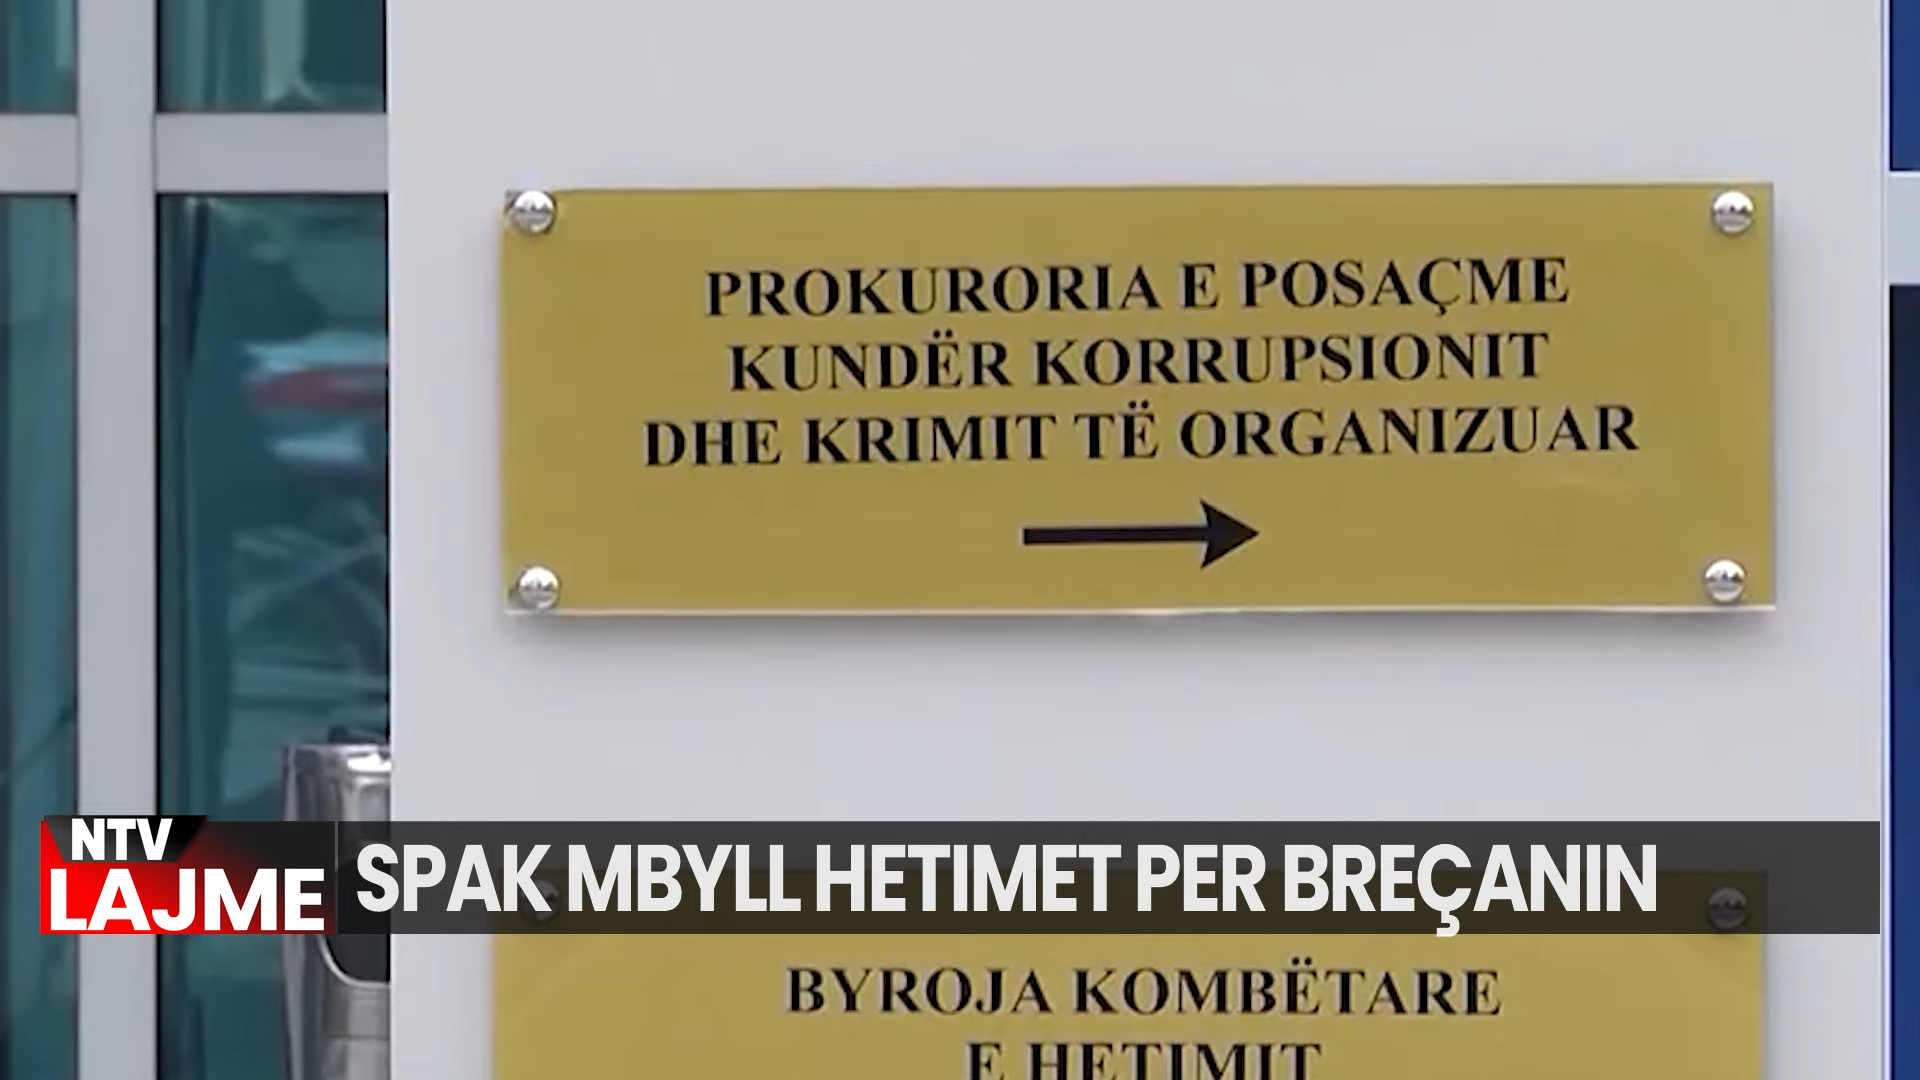 PROKURORIA E POSAÇME
KUNDËR KORRUPSIONIT
DHE KRIMIT TË ORGANIZUAR
NTV
LAJME
SPAK MBYLL HETIMET PER BREÇANIN
BYROJA KOMBËTARE
E HETIMIT